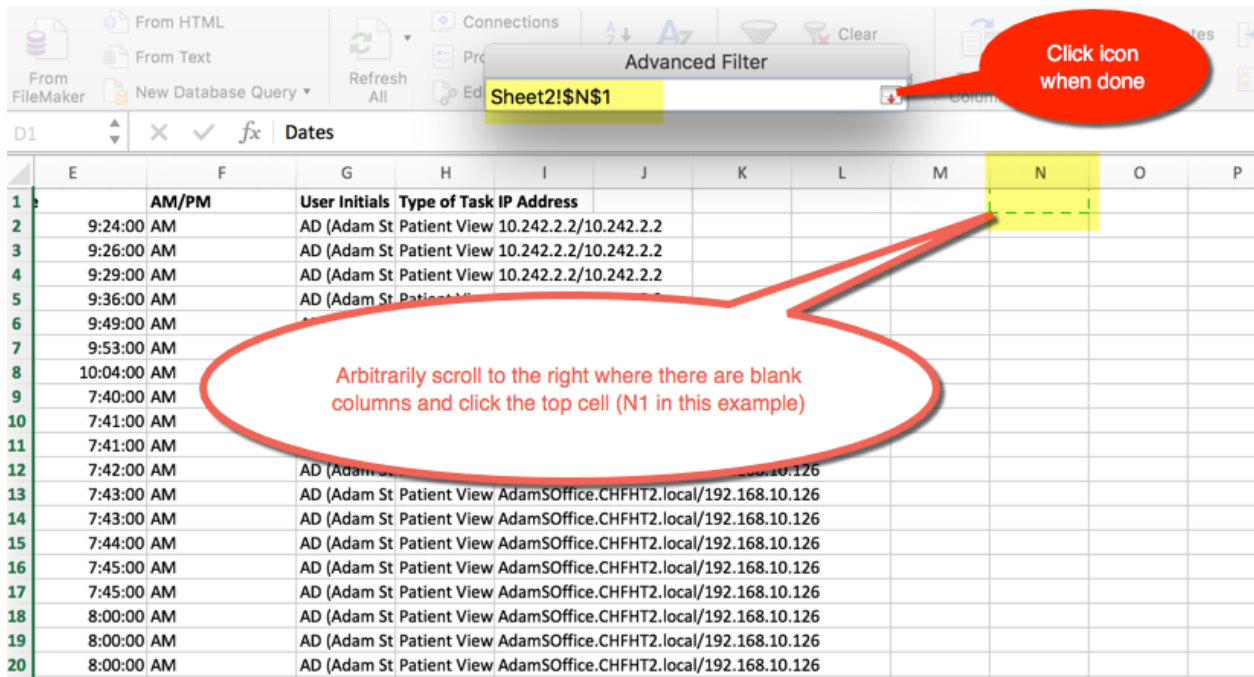 From HTML
From Text
New Database Query
From
FileMaker
Refresh
All
Connections
Clear
Advanced Filter
Sheet2!$N$1
Click icon
when done
D1
fx
Dates
E F G H I J K L M N O P
1 AM/PM User Initials Type of Task IP Address
2 9:24:00 AM AD (Adam St Patient View 10.242.2.2/10.242.2.2
3 9:26:00 AM AD (Adam St Patient View 10.242.2.2/10.242.2.2
4 9:29:00 AM AD (Adam St Patient View 10.242.2.2/10.242.2.2
5 9:36:00 AM AD (Adam St
6 9:49:00 AM
7 9:53:00 AM
8 10:04:00 AM
9 7:40:00 AM
10 7:41:00 AM
11 7:41:00 AM
Arbitrarily scroll to the right where there are blank
columns and click the top cell (N1 in this example)
12 7:42:00 AM AD
13 7:43:00 AM AD (Adam St Patient View AdamSOffice.CHFHT2.local/192.168.10.126
14 7:43:00 AM AD (Adam St Patient View AdamSOffice.CHFHT2.local/192.168.10.126
15 7:44:00 AM AD (Adam St Patient View AdamSOffice.CHFHT2.local/192.168.10.126
16 7:45:00 AM AD (Adam St Patient View AdamSOffice.CHFHT2.local/192.168.10.126
17 7:45:00 AM AD (Adam St Patient View AdamSOffice.CHFHT2.local/192.168.10.126
18 8:00:00 AM AD (Adam St Patient View AdamSOffice.CHFHT2.local/192.168.10.126
19 8:00:00 AM AD (Adam St Patient View AdamSOffice.CHFHT2.local/192.168.10.126
20 8:00:00 AM AD (Adam St Patient View AdamSOffice.CHFHT2.local/192.168.10.126